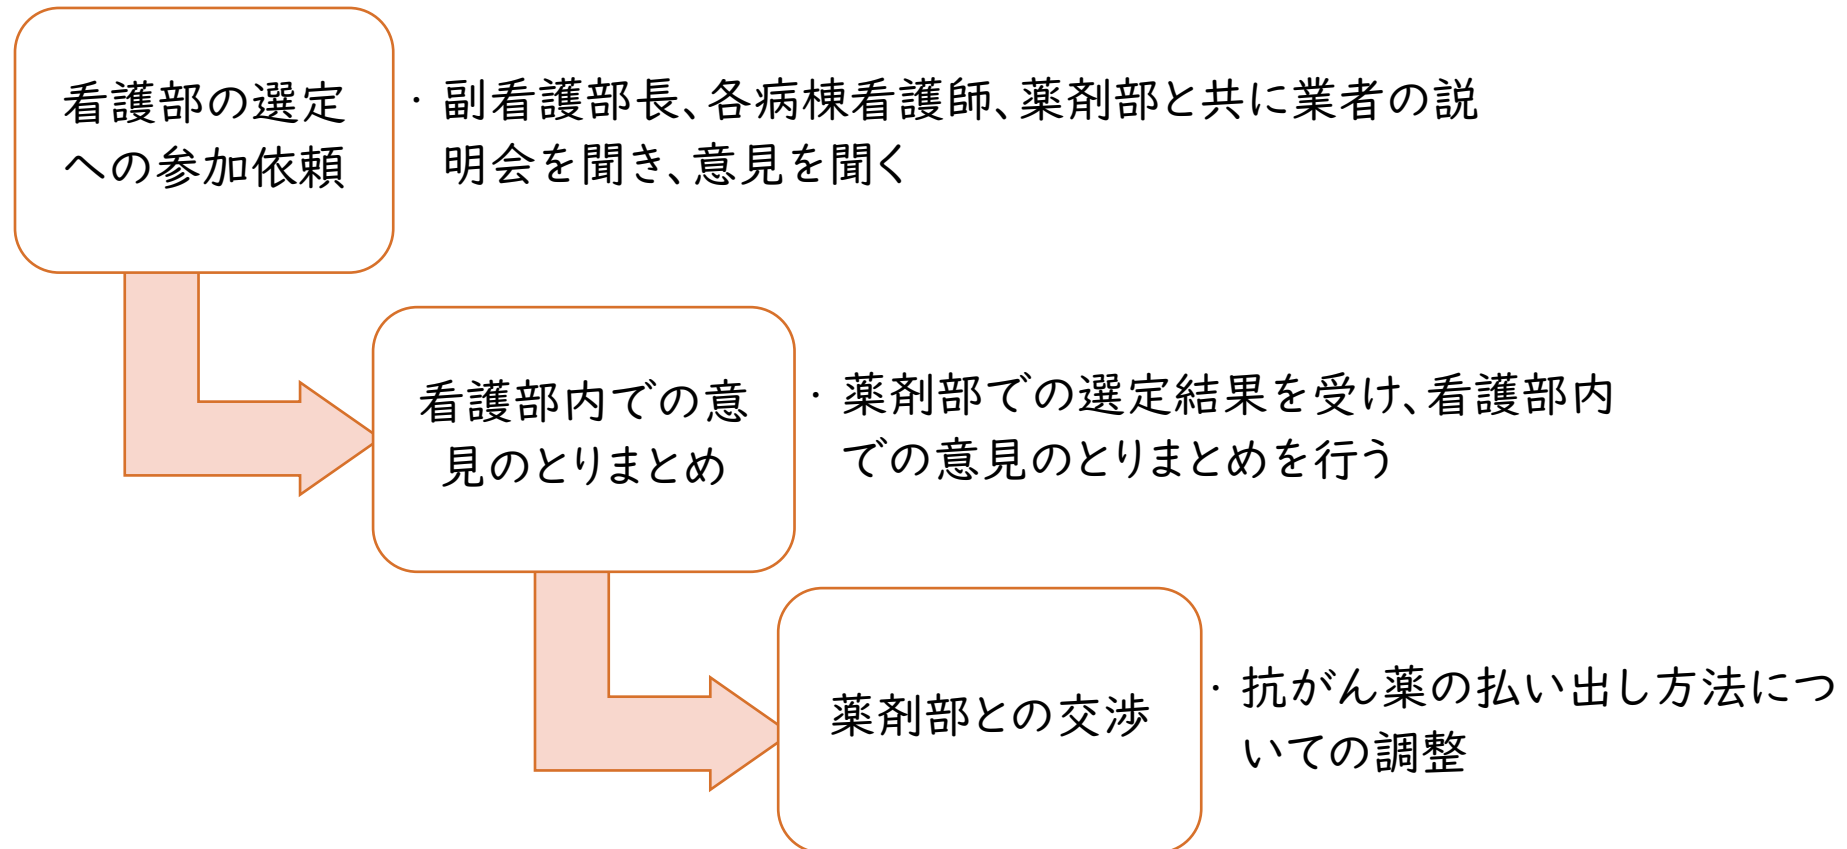 看護部の選定
への参加依頼
・副看護部長、各病棟看護師、薬剤部と共に業者の説
明会を聞き、意見を聞く
看護部内での意
見のとりまとめ
・薬剤部での選定結果を受け、看護部内
での意見のとりまとめを行う
薬剤部との交渉
・抗がん薬の払い出し方法につ
いての調整